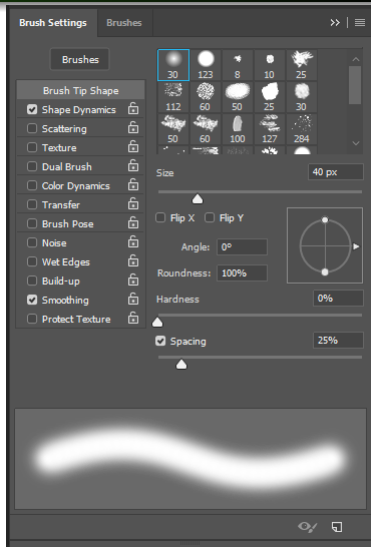 Brush Settings Brushes
Brushes
Brush Tip Shape
Shape Dynamics
Scattering
Texture
Dual Brush
Color Dynamics
Transfer
Brush Pose
Noise
Wet Edges
Build-up
Smoothing
Protect Texture
30 123 8 10 25
112 60 50 25 30
50 60 100 127 284
Size 40 px
Flip X Flip Y
Angle: 0°
Roundness: 100%
Hardness 0%
Spacing 25%